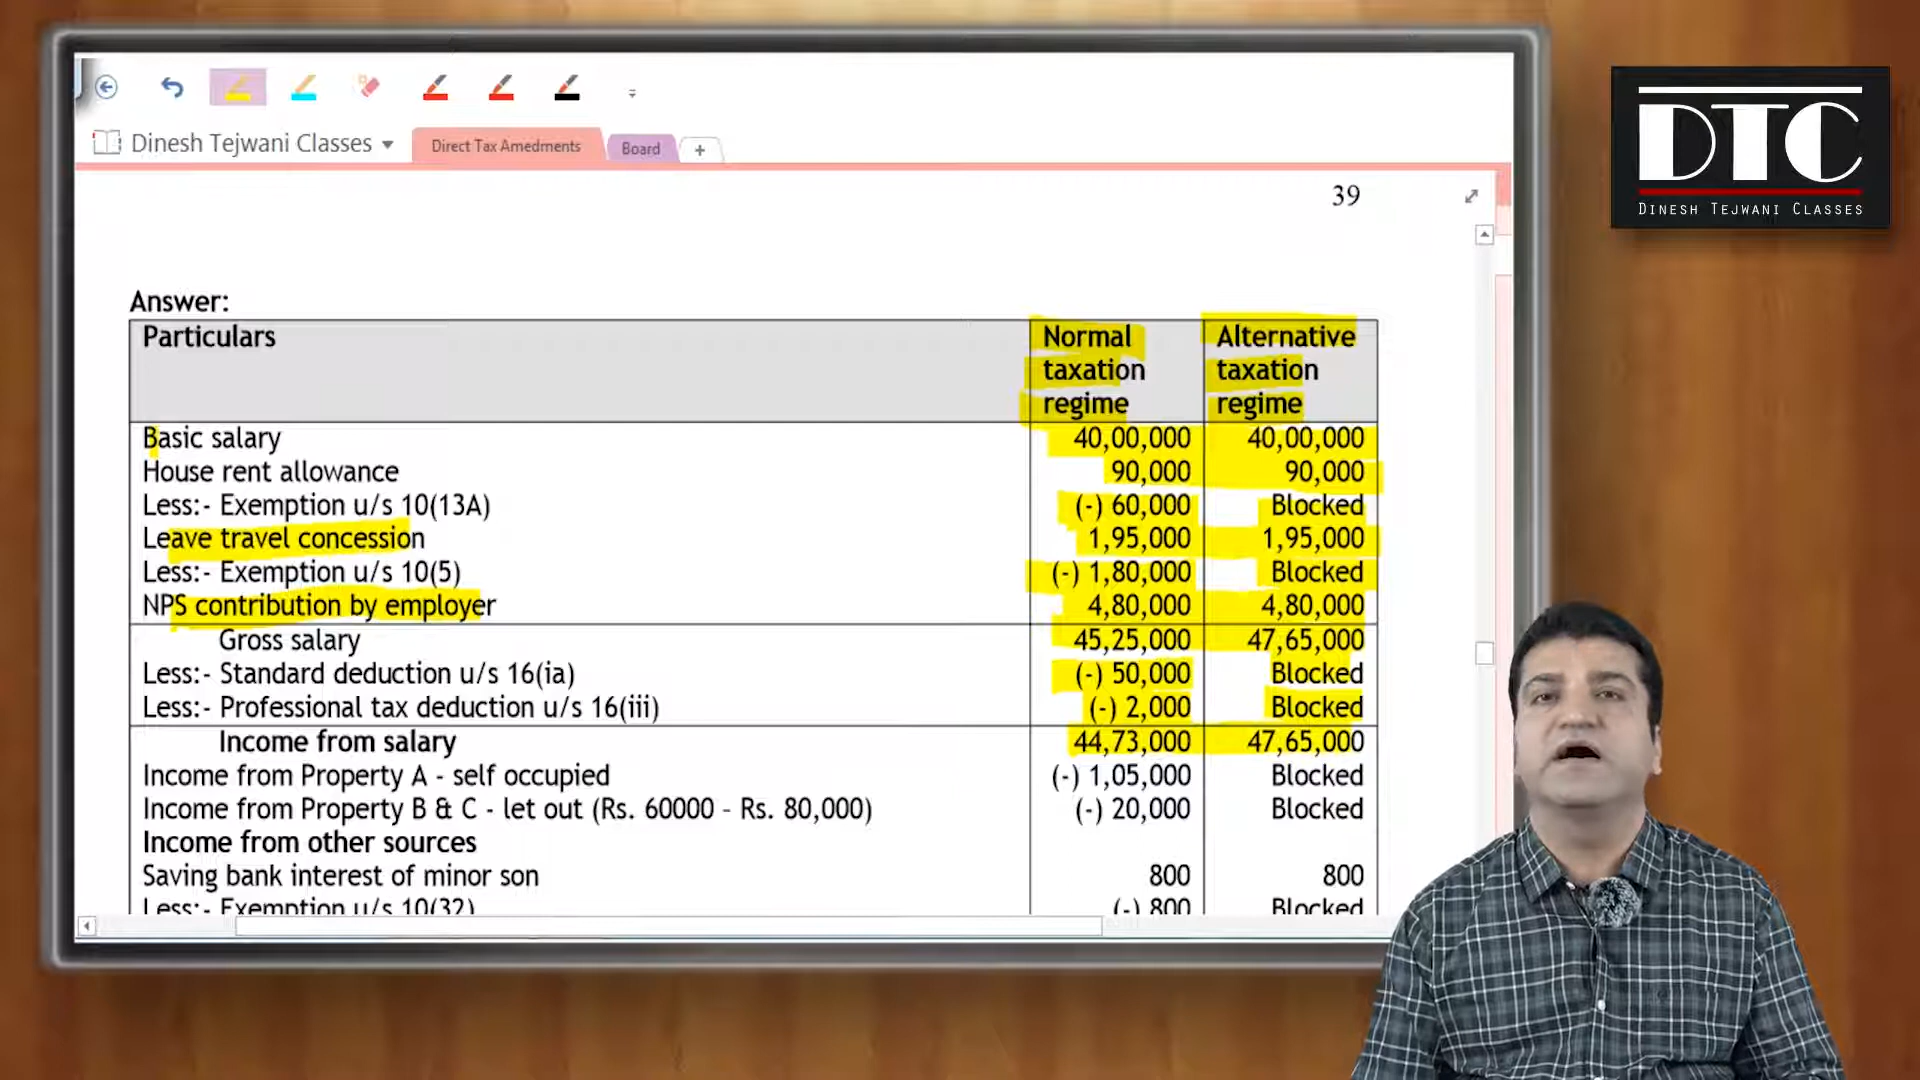 Dinesh Tejwani Classes
Direct Tax Amedments
Board
+
DTC
DINESH TEJWANI CLASSES
39
Answer:
Particulars Normal taxation regime Alternative taxation regime
Basic salary 40,00,000 40,00,000
House rent allowance 90,000 90,000
Less:- Exemption u/s 10(13A) (-) 60,000 Blocked
Leave travel concession 1,95,000 1,95,000
Less:- Exemption u/s 10(5) (-) 1,80,000 Blocked
NPS contribution by employer 4,80,000 4,80,000
Gross salary 45,25,000 47,65,000
Less:- Standard deduction u/s 16(ia) (-) 50,000 Blocked
Less:- Professional tax deduction u/s 16(iii) (-) 2,000 Blocked
Income from salary 44,73,000 47,65,000
Income from Property A - self occupied (-) 1,05,000 Blocked
Income from Property B & C - let out (Rs. 60000 – Rs. 80,000) (-) 20,000 Blocked
Income from other sources
Saving bank interest of minor son 800 800
Less:- Exemption u/s 10(32) (-) 800 Blocked